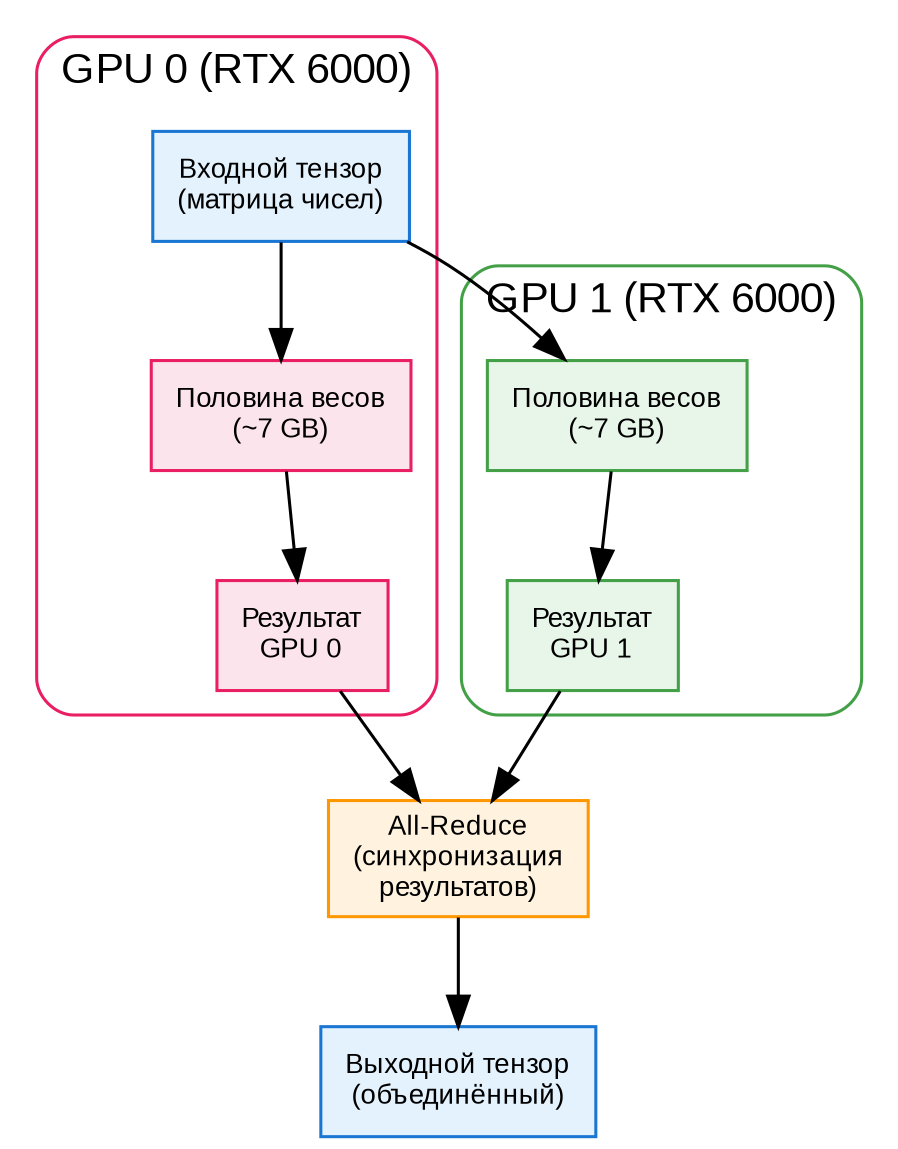 GPU 0 (RTX 6000)
Входной тензор
(матрица чисел)
GPU 1 (RTX 6000)
Половина весов
(~7 GB)
Половина весов
(~7 GB)
Результат
GPU 0
Результат
GPU 1
All-Reduce
(синхронизация
результатов)
Выходной тензор
(объединённый)